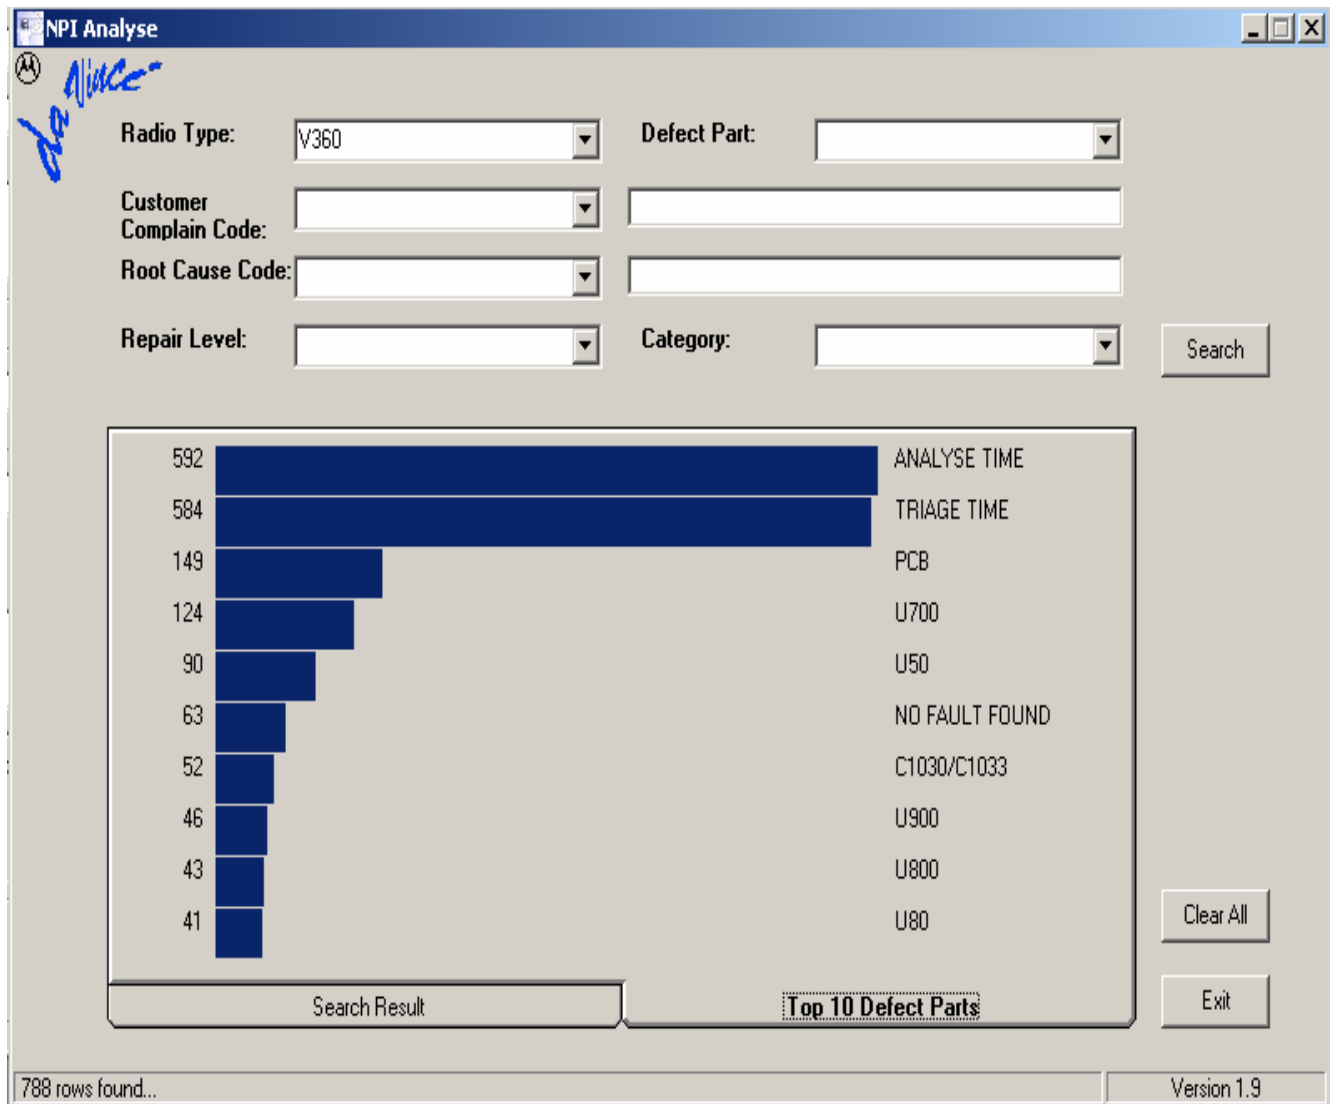 NPI Analyse
da Vince
Radio Type: V360 Defect Part:
Customer
Complain Code:
Root Cause Code:
Repair Level: Category: Search
592 ANALYSE TIME
584 TRIAGE TIME
149 PCB
124 U700
90 U50
63 NO FAULT FOUND
52 C1030/C1033
46 U900
43 U800
41 U80
Clear All
Search Result Top 10 Defect Parts Exit
788 rows found... Version 1.9